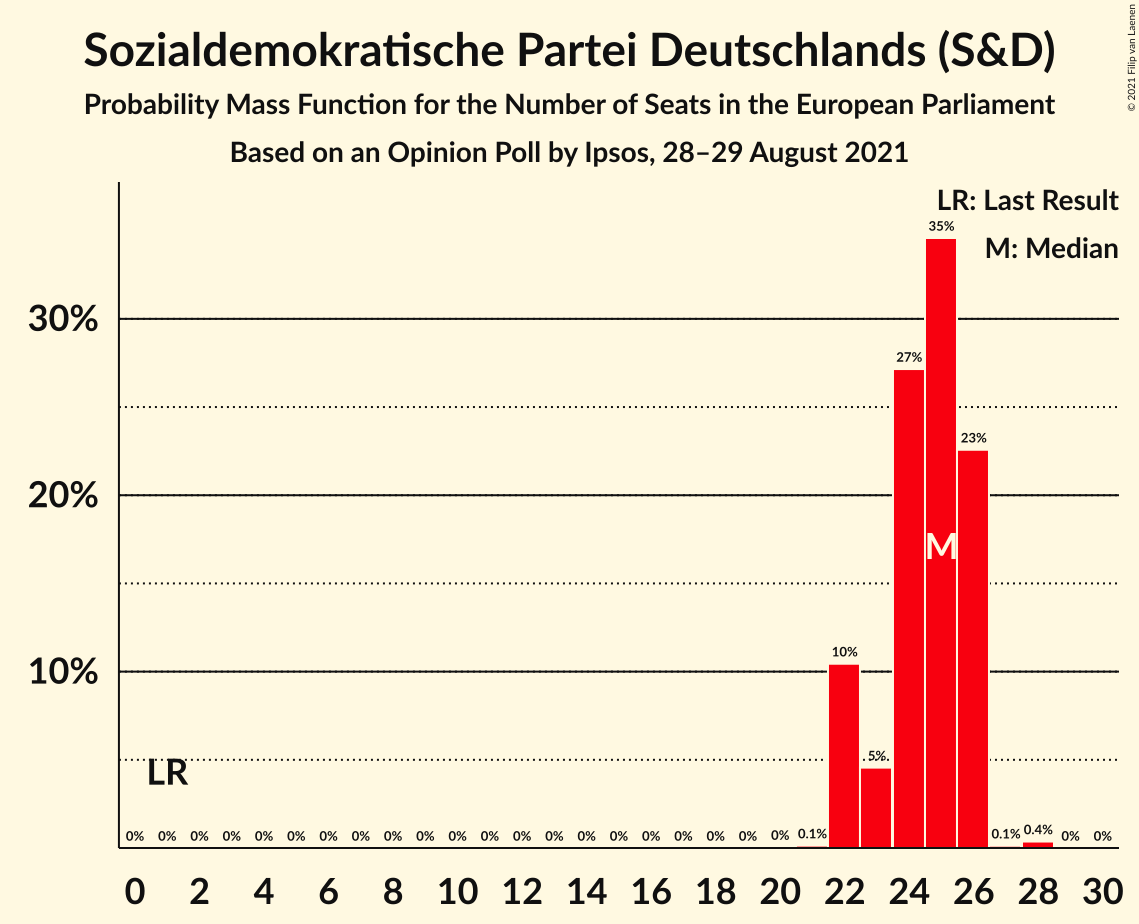 Sozialdemokratische Partei Deutschlands (S&D)
Probability Mass Function for the Number of Seats in the European Parliament
Based on an Opinion Poll by Ipsos, 28–29 August 2021
© 2021 Filip van Laenen
LR: Last Result
M: Median
35%
30%
27%
23%
20%
M
10%
10%
5%
LR
0% 0% 0% 0% 0% 0% 0% 0% 0% 0% 0% 0% 0% 0% 0% 0% 0% 0% 0% 0% 0% 0.1% 0.1% 0.4% 0% 0%
0 2 4 6 8 10 12 14 16 18 20 22 24 26 28 30